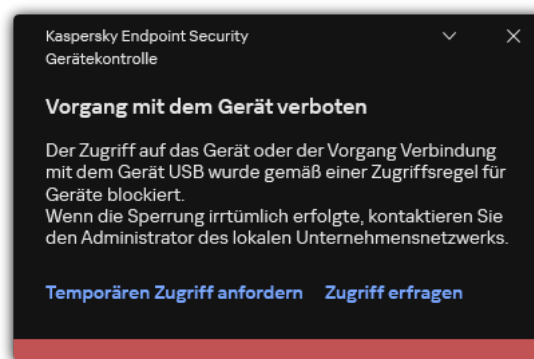 Kaspersky Endpoint Security
Gerätekontrolle
Vorgang mit dem Gerät verboten
Der Zugriff auf das Gerät oder der Vorgang Verbindung
mit dem Gerät USB wurde gemäß einer Zugriffsregel für
Geräte blockiert.
Wenn die Sperrung irrtümlich erfolgte, kontaktieren Sie
den Administrator des lokalen Unternehmensnetzwerks.
Temporären Zugriff anfordern Zugriff erfragen